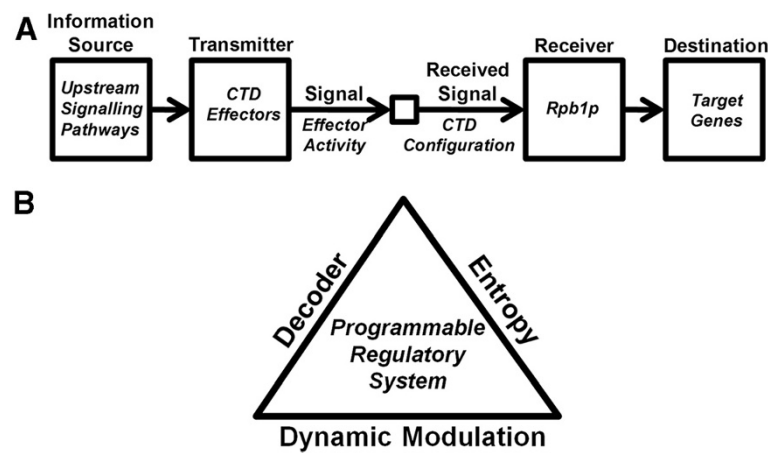 A
Information
Source
Transmitter
Receiver
Destination
Upstream
Signalling
Pathways
CTD
Effectors
Signal
Effector
Activity
Received
Signal
CTD
Configuration
Rpb1p
Target
Genes
B
Decoder
Entropy
Programmable
Regulatory
System
Dynamic Modulation